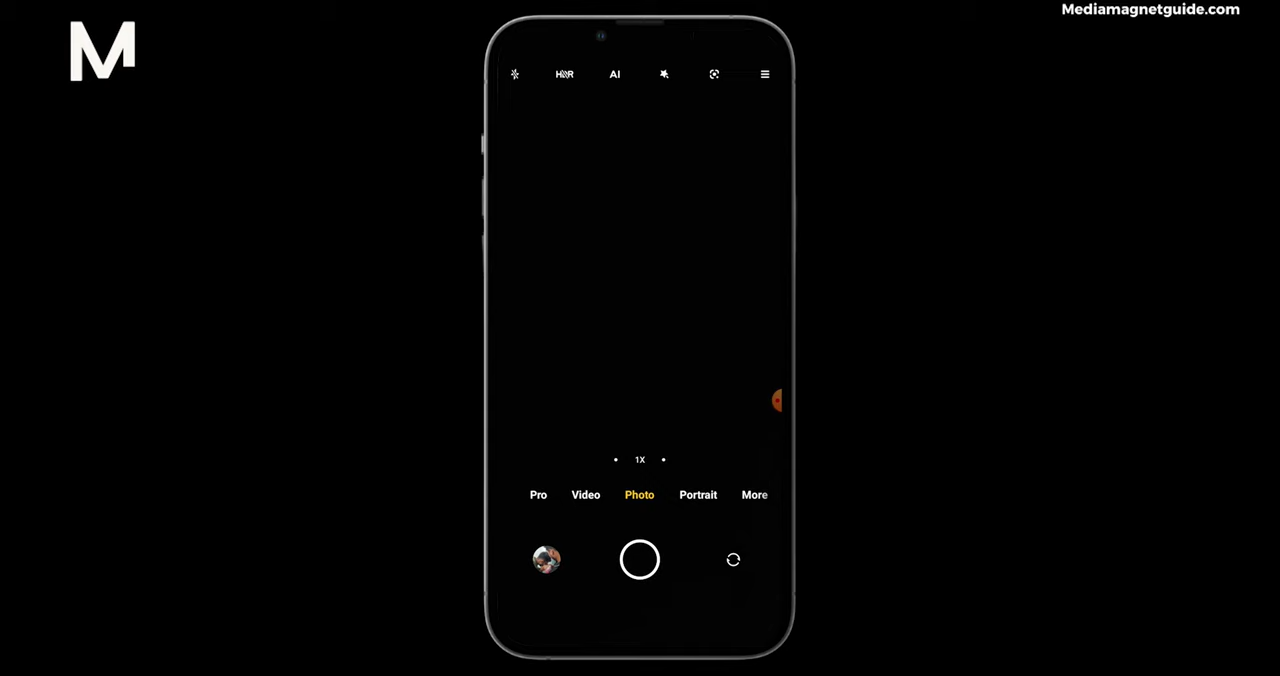 Mediamagnetguide.com
M
HDR AI
1X
Pro Video Photo Portrait More